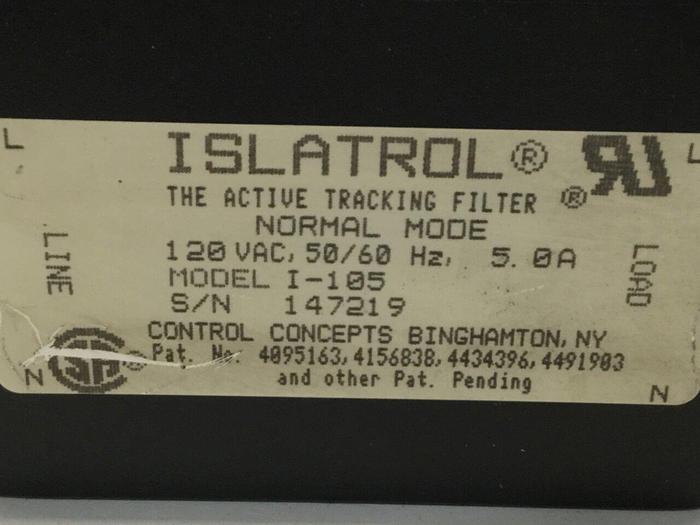 L ISLATROL® L
THE ACTIVE TRACKING FILTER ®
NORMAL MODE
120 VAC, 50/60 Hz, 5.0A
LINE
LOAD
MODEL I-105
S/N 147219
CONTROL CONCEPTS BINGHAMTON, NY
Pat. No. 4095163, 4156838, 4434396, 4491903
and other Pat. Pending
N SA® N